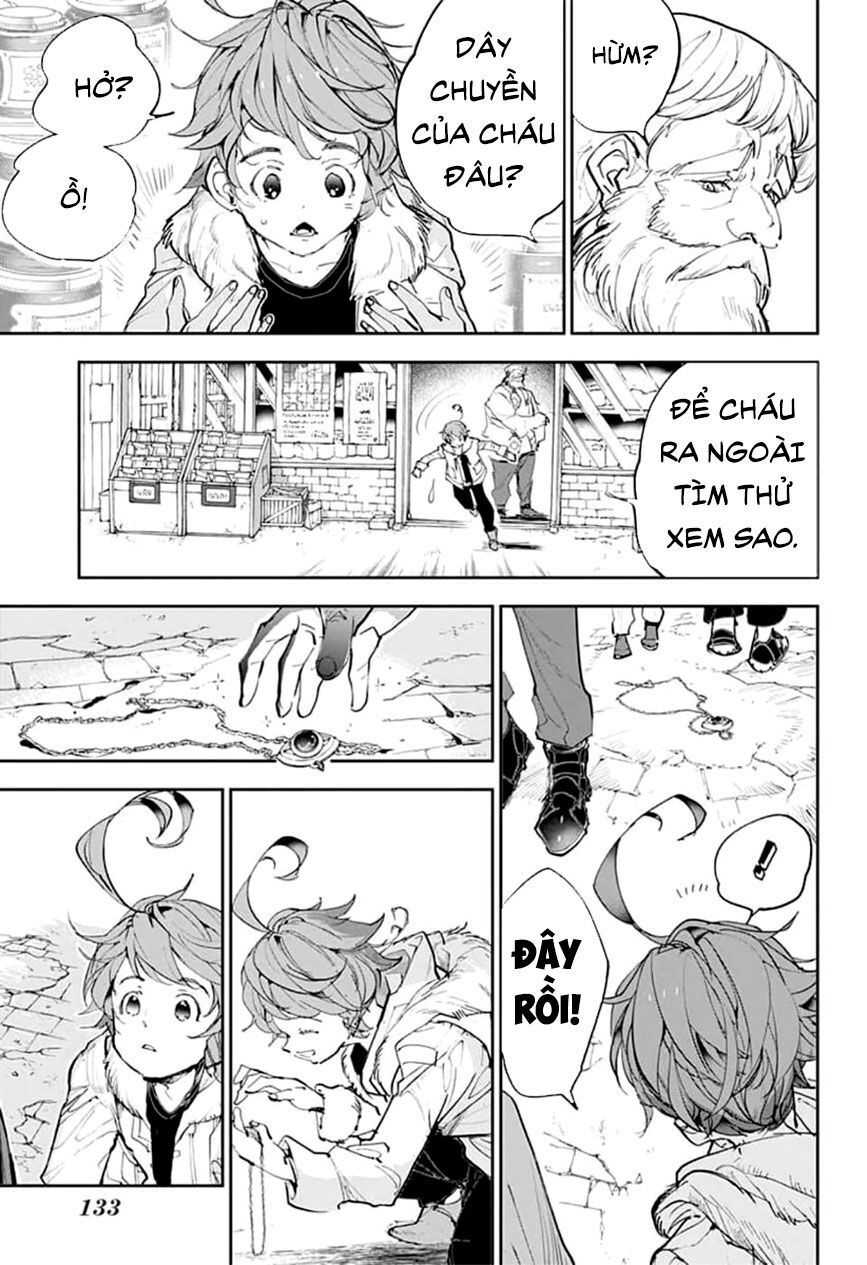 HỪM?
DÂY
CHUYỀN
CỦA CHÁU
ĐÂU?
HỞ?
Ồ!
ĐỂ CHÁU
RA NGOÀI
TÌM THỬ
XEM SAO.
!
ĐÂY
RỒI!
133